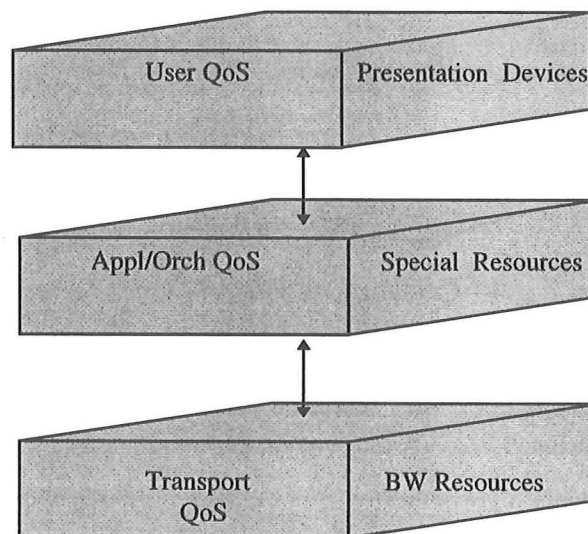 User QoS
Presentation Devices
Appl/Orch QoS
Special Resources
Transport
QoS
BW Resources